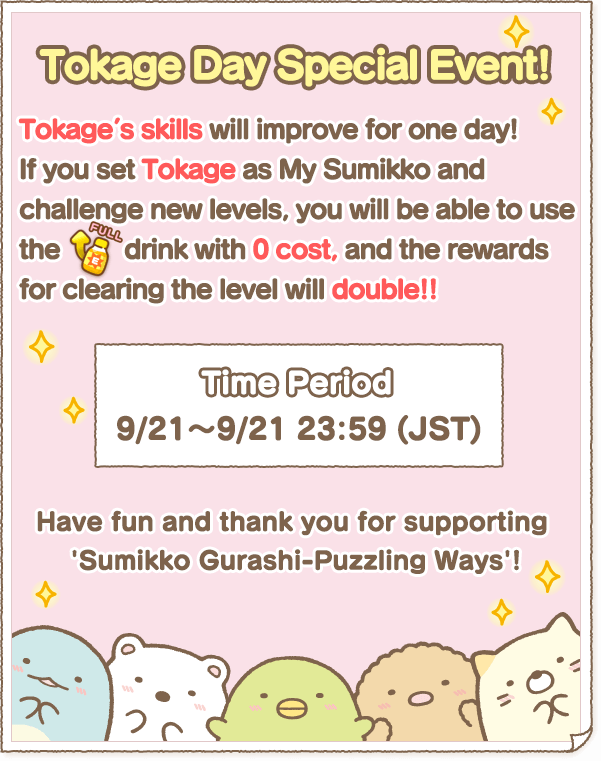 Tokage Day Special Event!
Tokage's skills will improve for one day!
If you set Tokage as My Sumikko and
challenge new levels, you will be able to use
the FULL E drink with 0 cost, and the rewards
for clearing the level will double!!
Time Period
9/21～9/21 23:59 (JST)
Have fun and thank you for supporting
'Sumikko Gurashi-Puzzling Ways'!